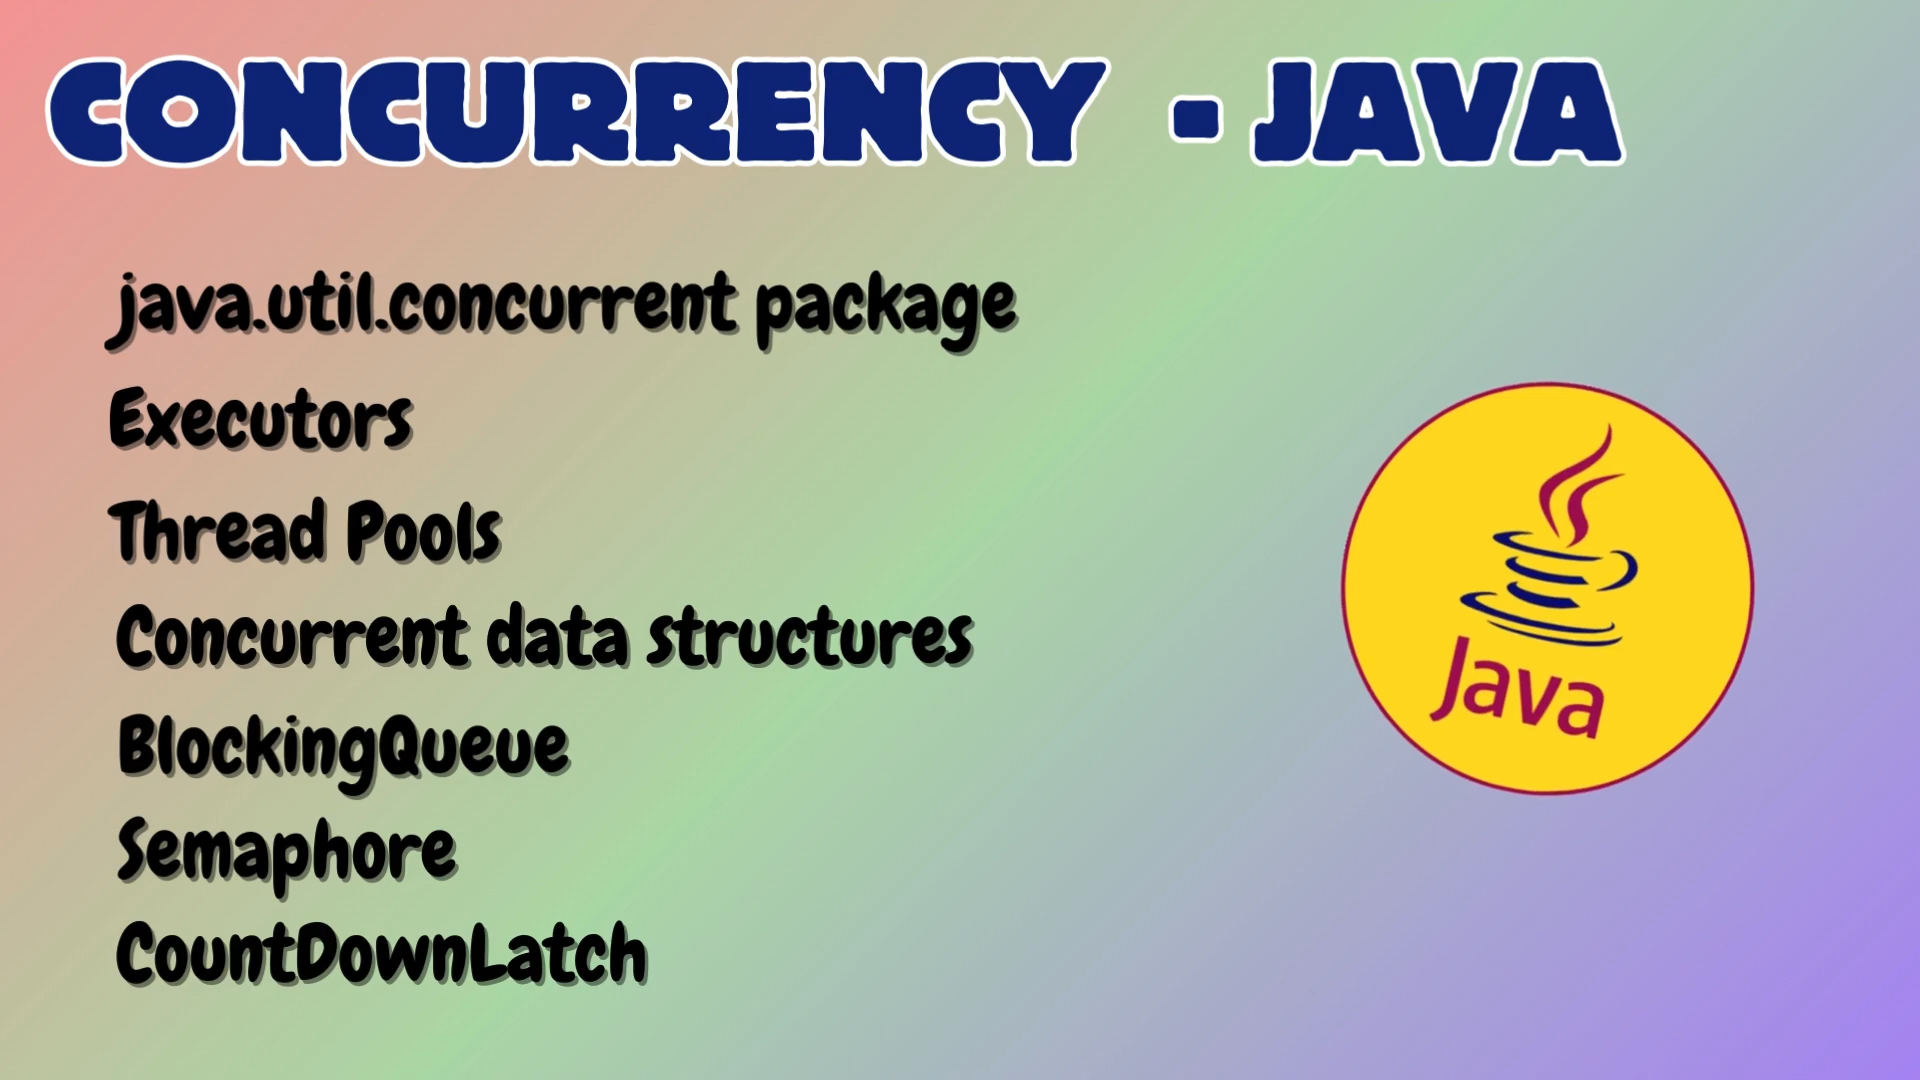 CONCURRENCY - JAVA
java.util.concurrent package
Executors
Thread Pools
Concurrent data structures
BlockingQueue
Semaphore
CountDownLatch
Java